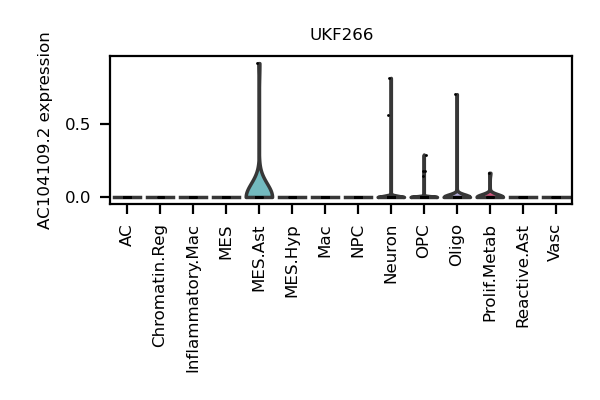 UKF266
AC104109.2 expression
0.5
0.0
AC
Chromatin.Reg
Inflammatory.Mac
MES
MES.Ast
MES.Hyp
Mac
NPC
Neuron
OPC
Oligo
Prolif.Metab
Reactive.Ast
Vasc